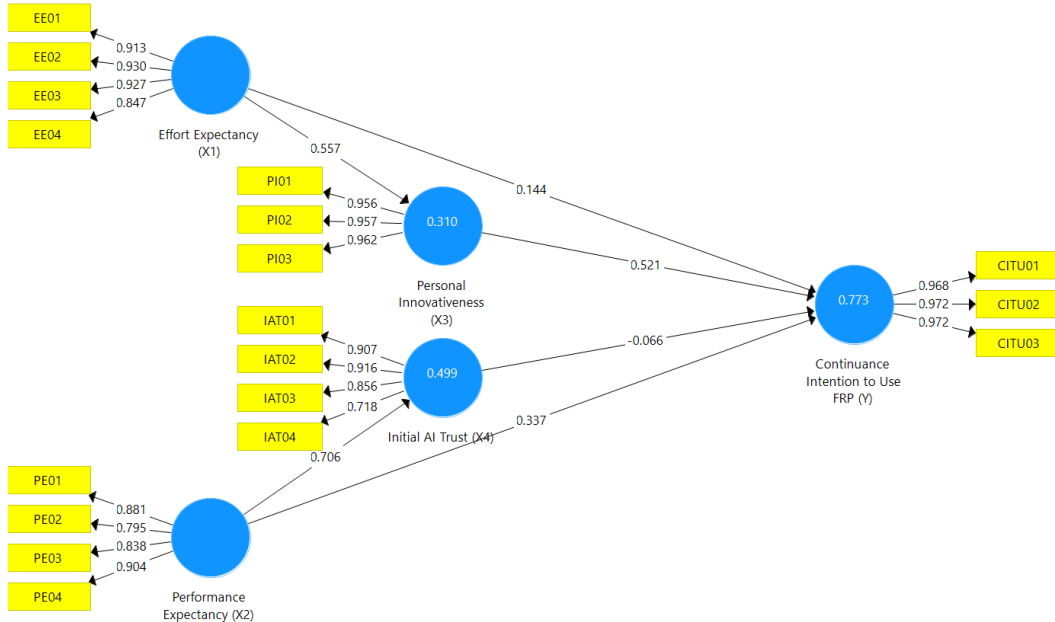 EE01
0.913
EE02
0.930
EE03
0.927
0.847
EE04
Effort Expectancy
(X1)
0.557
0.144
PI01
0.956
PI02
0.957
PI03
0.962
0.310
Personal
Innovativeness
(X3)
0.521
IAT01
0.907
IAT02
0.916
IAT03
0.856
0.718
IAT04
0.499
Initial AI Trust (X4)
-0.066
0.706
0.337
0.773
Continuance
Intention to Use
FRP (Y)
CITU01
0.968
CITU02
0.972
0.972
CITU03
PE01
0.881
PE02
0.795
PE03
0.838
0.904
PE04
Performance
Expectancy (X2)